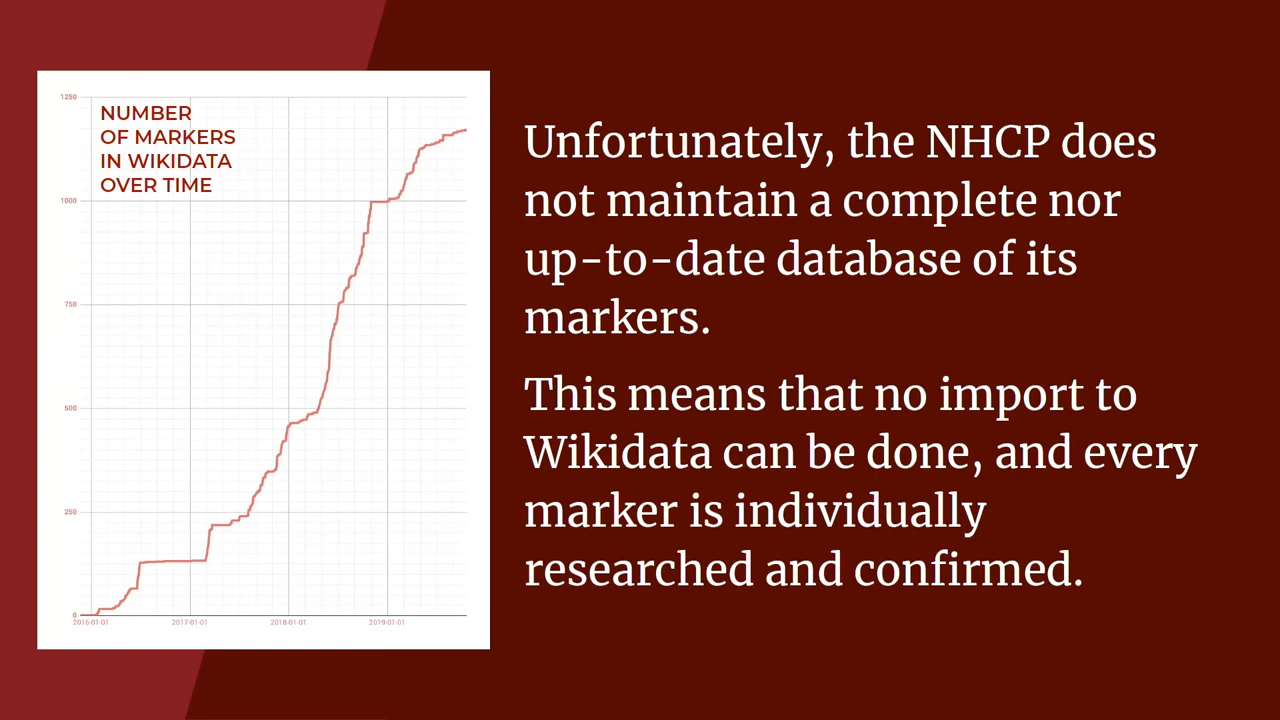 NUMBER
OF MARKERS
IN WIKIDATA
OVER TIME
1250
1000
750
500
250
0
2016-01-01
2017-01-01
2018-01-01
2019-01-01
Unfortunately, the NHCP does
not maintain a complete nor
up-to-date database of its
markers.
This means that no import to
Wikidata can be done, and every
marker is individually
researched and confirmed.